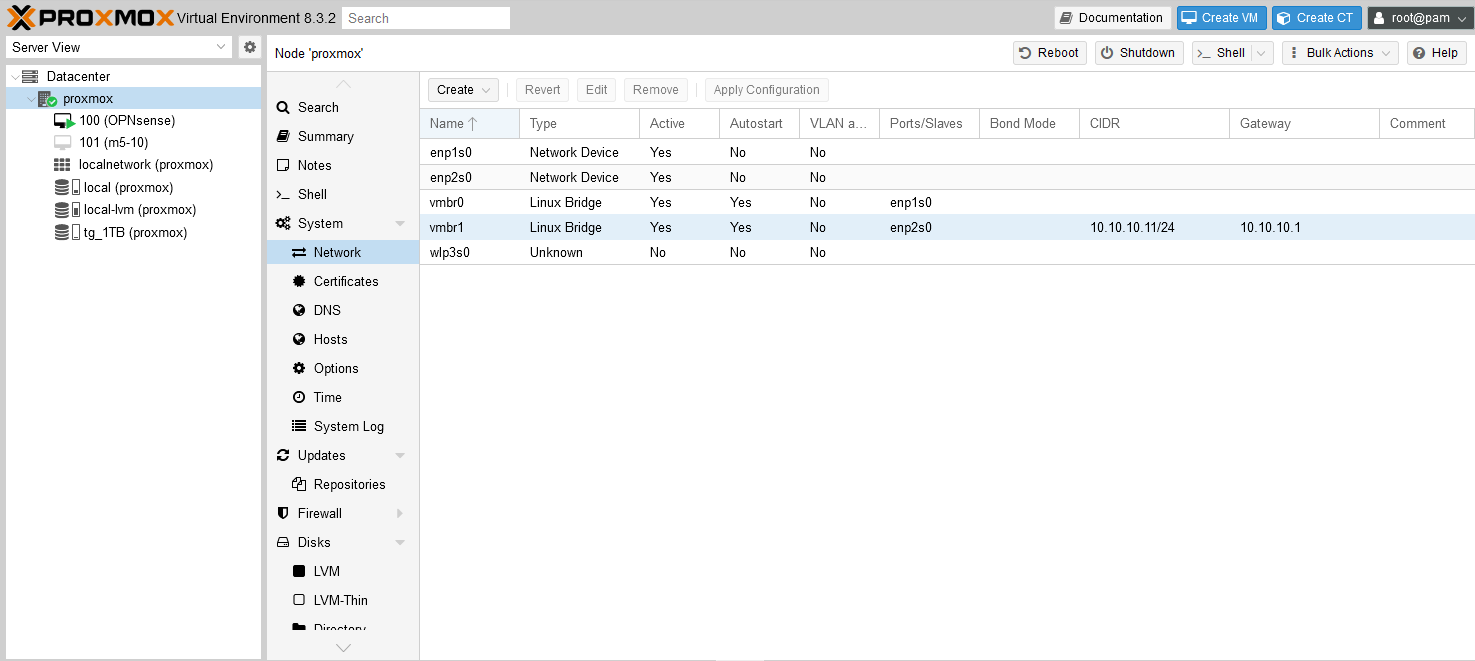 PROXMOX Virtual Environment 8.3.2 Search Documentation Create VM Create CT root@pam
Server View
Node 'proxmox' Reboot Shutdown >_ Shell Bulk Actions Help
Datacenter
proxmox
100 (OPNsense)
101 (m5-10)
localnetwork (proxmox)
local (proxmox)
local-lvm (proxmox)
tg_1TB (proxmox)
Search
Summary
Notes
>_ Shell
System
Network
Certificates
DNS
Hosts
Options
Time
System Log
Updates
Repositories
Firewall
Disks
LVM
LVM-Thin
Directory
Create Revert Edit Remove Apply Configuration
Name Type Active Autostart VLAN a... Ports/Slaves Bond Mode CIDR Gateway Comment
enp1s0 Network Device Yes No No
enp2s0 Network Device Yes No No
vmbr0 Linux Bridge Yes Yes No enp1s0
vmbr1 Linux Bridge Yes Yes No enp2s0 10.10.10.11/24 10.10.10.1
wlp3s0 Unknown No No No